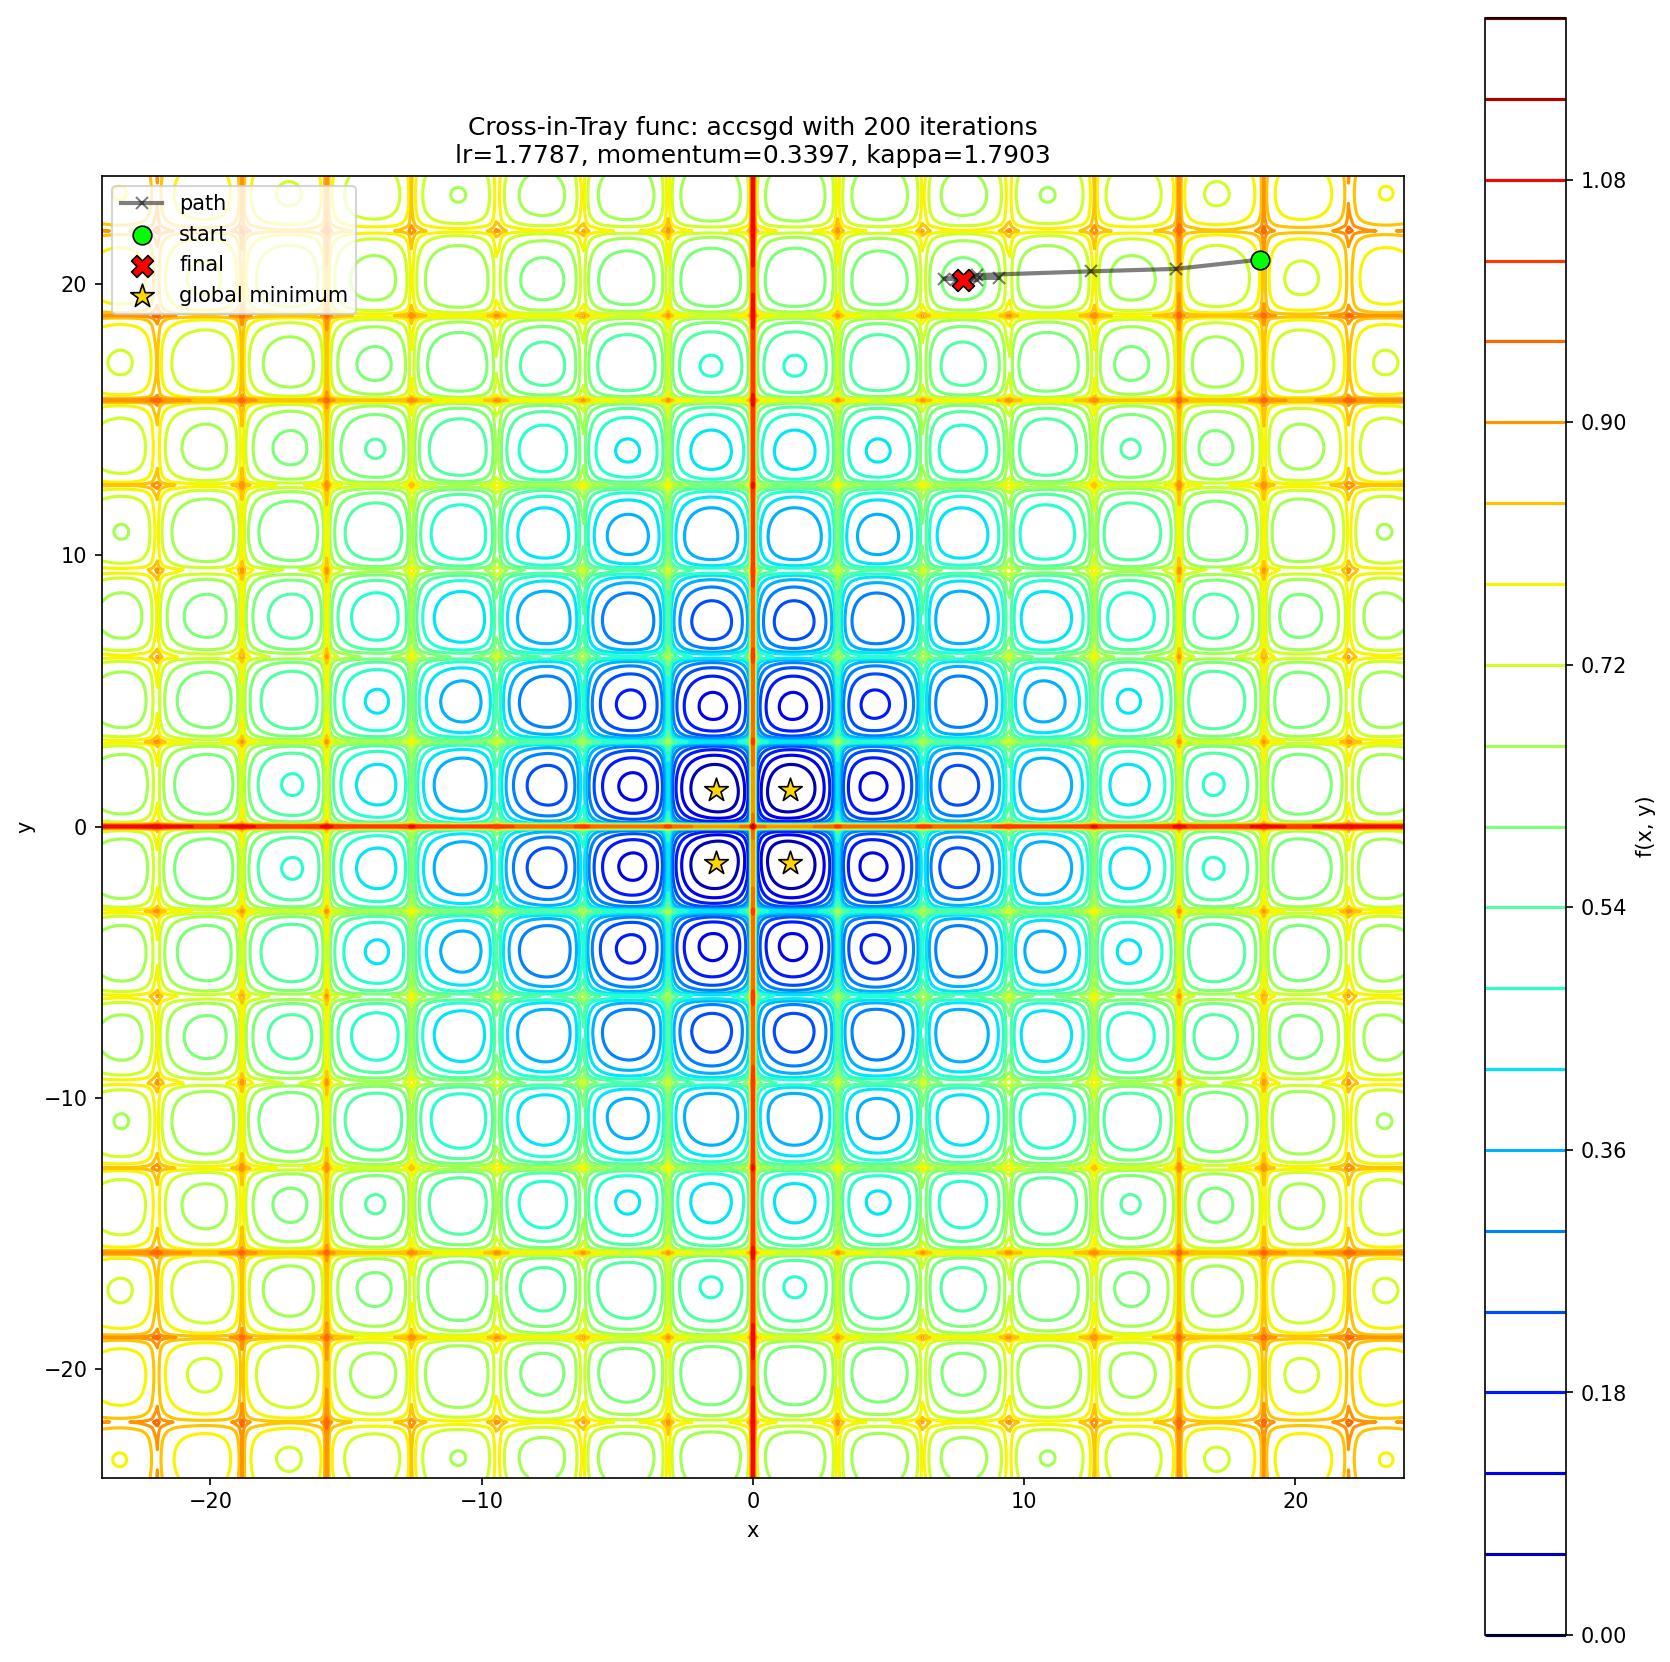 Cross-in-Tray func: accsgd with 200 iterations
lr=1.7787, momentum=0.3397, kappa=1.7903
path
start
final
global minimum
20
10
0
−10
−20
y
−20
−10
0
10
20
x
1.08
0.90
0.72
0.54
0.36
0.18
0.00
f(x, y)